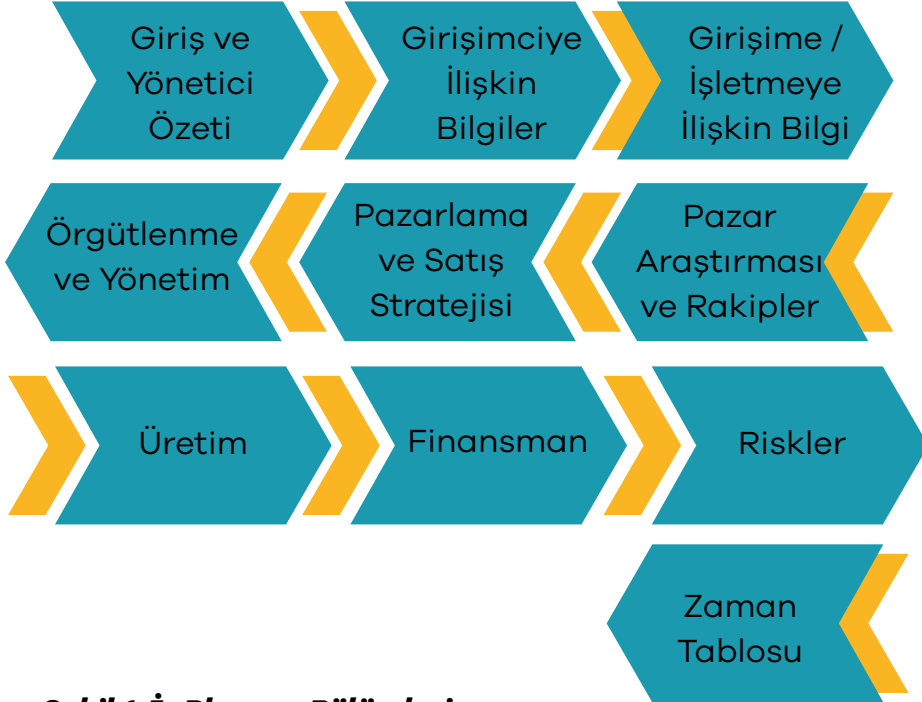 Giriş ve
Yönetici
Özeti
Girişimciye
İlişkin
Bilgiler
Girişime /
İşletmeye
İlişkin Bilgi
Pazar
Araştırması
ve Rakipler
Pazarlama
ve Satış
Stratejisi
Örgütlenme
ve Yönetim
Üretim
Finansman
Riskler
Zaman
Tablosu